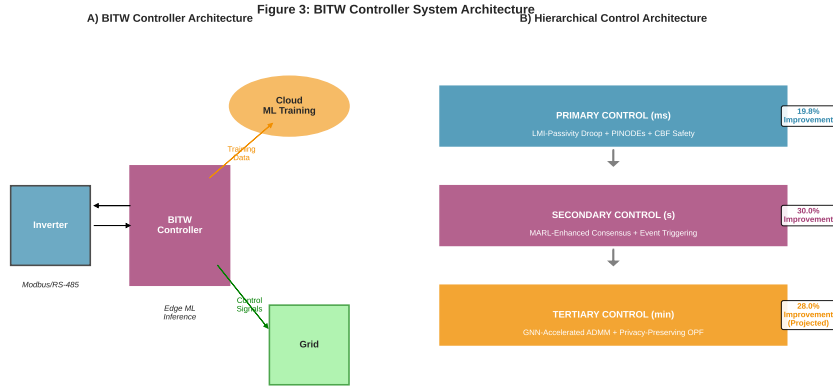 Figure 3: BITW Controller System Architecture
A) BITW Controller Architecture
Cloud
ML Training
Training
Data
BITW
Controller
Inverter
Modbus/RS-485
Edge ML
Inference
Control
Signals
Grid
B) Hierarchical Control Architecture
PRIMARY CONTROL (ms)
LMI-Passivity Droop + PINODEs + CBF Safety
19.8%
Improvement
SECONDARY CONTROL (s)
MARL-Enhanced Consensus + Event Triggering
30.0%
Improvement
TERTIARY CONTROL (min)
GNN-Accelerated ADMM + Privacy-Preserving OPF
28.0%
Improvement
(Projected)